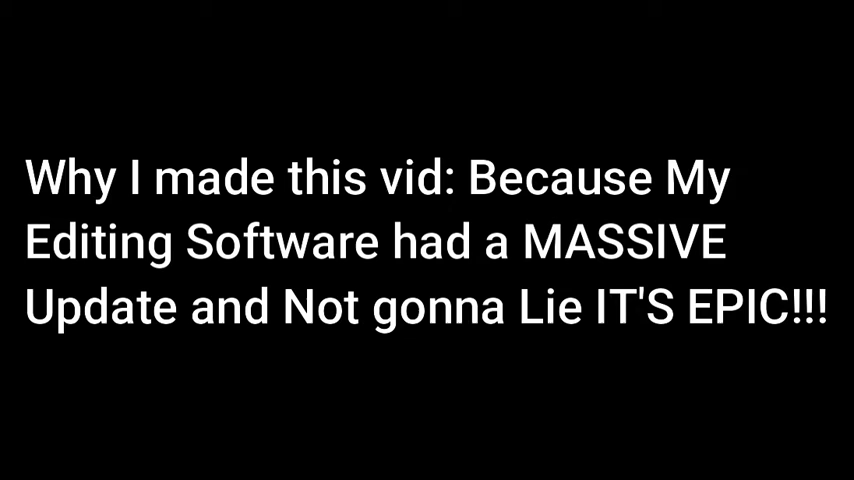 Why I made this vid: Because My
Editing Software had a MASSIVE
Update and Not gonna Lie IT'S EPIC!!!